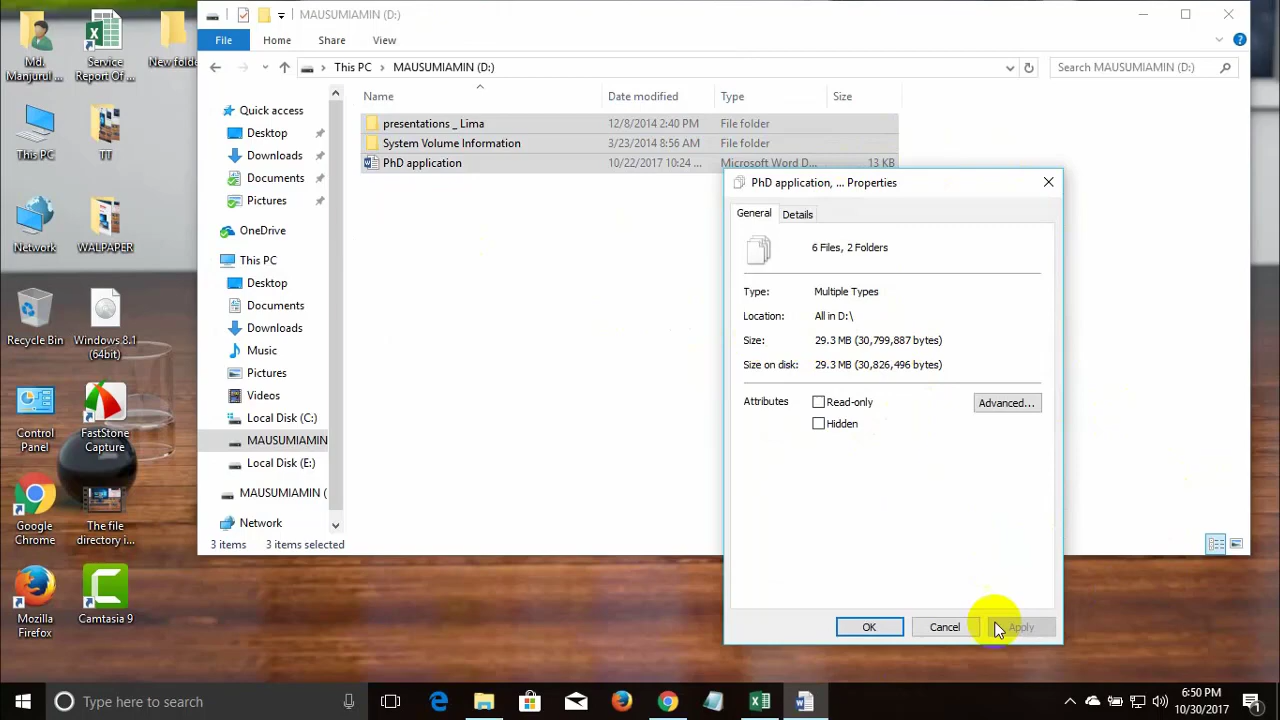 MAUSUMIAMIN (D:)
File
Home
Share
View
This PC
MAUSUMIAMIN (D:)
Search MAUSUMIAMIN (D:)
Name
Date modified
Type
Size
presentations _ Lima
12/8/2014 2:40 PM
File folder
System Volume Information
3/23/2014 8:56 AM
File folder
PhD application
10/22/2017 10:24 ...
Microsoft Word D...
13 KB
Quick access
Desktop
Downloads
Documents
Pictures
OneDrive
This PC
Desktop
Documents
Downloads
Music
Pictures
Videos
Local Disk (C:)
MAUSUMIAMIN
Local Disk (E:)
MAUSUMIAMIN (
Network
3 items
3 items selected
PhD application, ... Properties
General
Details
6 Files, 2 Folders
Type:
Multiple Types
Location:
All in D:\
Size:
29.3 MB (30,799,887 bytes)
Size on disk:
29.3 MB (30,826,496 bytes)
Attributes
Read-only
Advanced...
Hidden
OK
Cancel
Apply
Md.
Manjurul ...
Service
Report Of ...
New folde
This PC
TT
Network
WALPAPER
Recycle Bin
Windows 8.1
(64bit)
Control
Panel
FastStone
Capture
Google
Chrome
The file
directory i...
Mozilla
Firefox
Camtasia 9
Type here to search
6:50 PM
10/30/2017
1